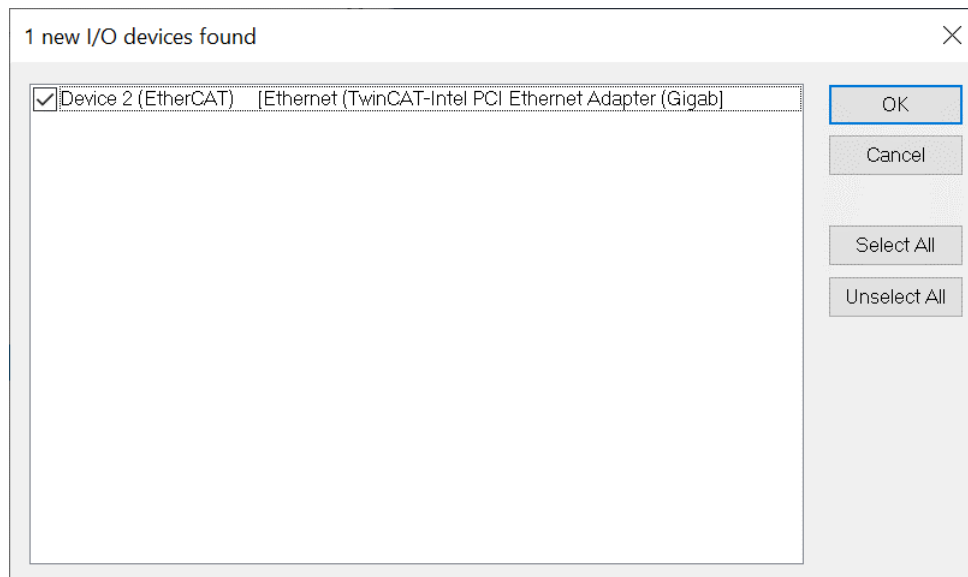 1 new I/O devices found
Device 2 (EtherCAT) [Ethernet (TwinCAT-Intel PCI Ethernet Adapter (Gigab]
OK
Cancel
Select All
Unselect All